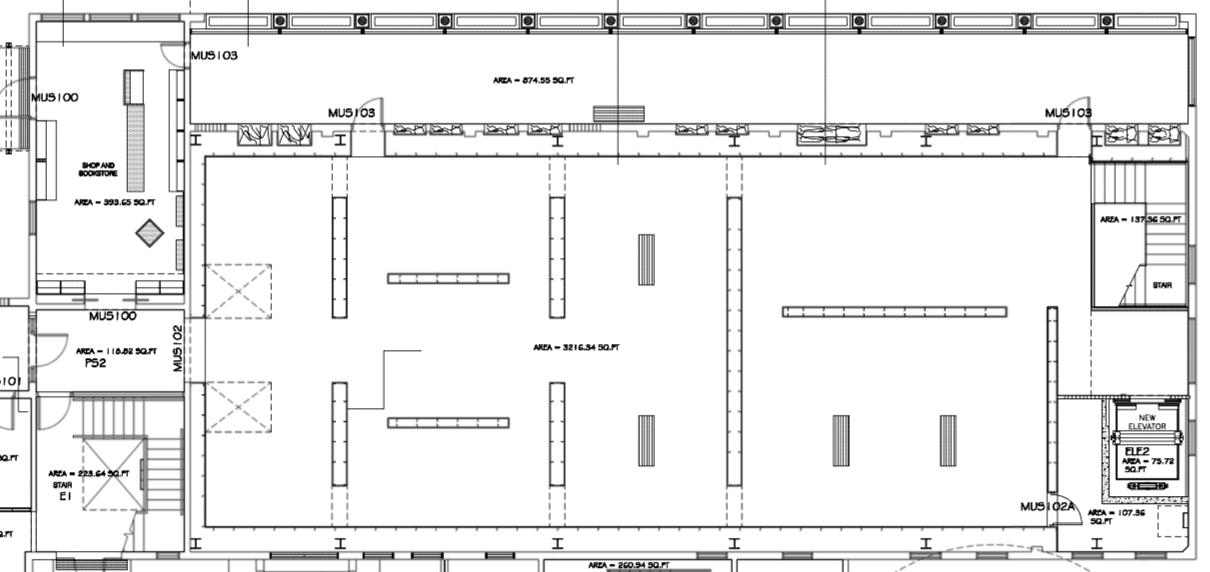 MUS103
AREA = 874.55 SQ.FT
MUS100
MUS103
MUS103
SHOP AND
BOOKSTORE
AREA = 393.65 SQ.FT
AREA = 137.36 SQ.FT
STAIR
MUS100
MUS102
AREA = 118.82 SQ.FT
PS2
AREA = 3216.34 SQ.FT
101
NEW
ELEVATOR
ELE2
AREA = 75.72
SQ.FT
SQ.FT
AREA = 223.64 SQ.FT
STAIR
E1
MUS102A
AREA = 107.36
SQ.FT
FT
AREA = 260.94 SQ.FT